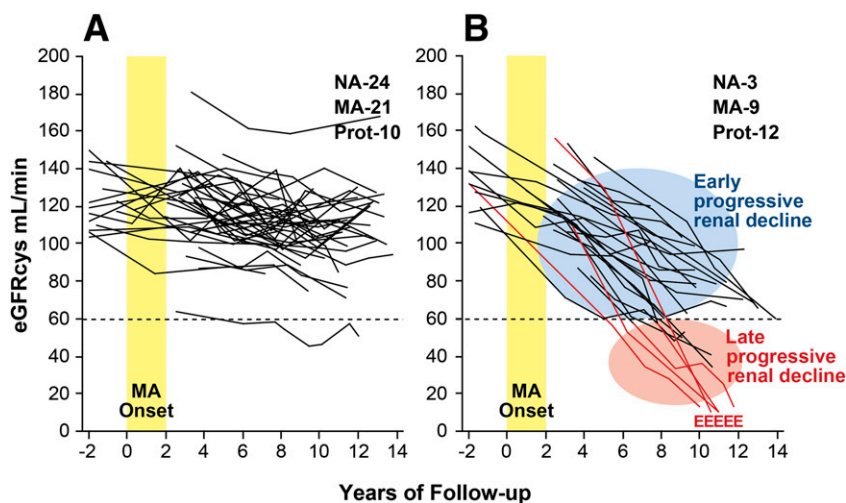 A
B
eGFRcys mL/min
200
180
160
140
120
100
80
60
40
20
0
NA-24
MA-21
Prot-10
MA
Onset
-2 0 2 4 6 8 10 12 14
200
180
160
140
120
100
80
60
40
20
0
NA-3
MA-9
Prot-12
Early
progressive
renal decline
Late
progressive
renal decline
MA
Onset
EEEEE
-2 0 2 4 6 8 10 12 14
Years of Follow-up